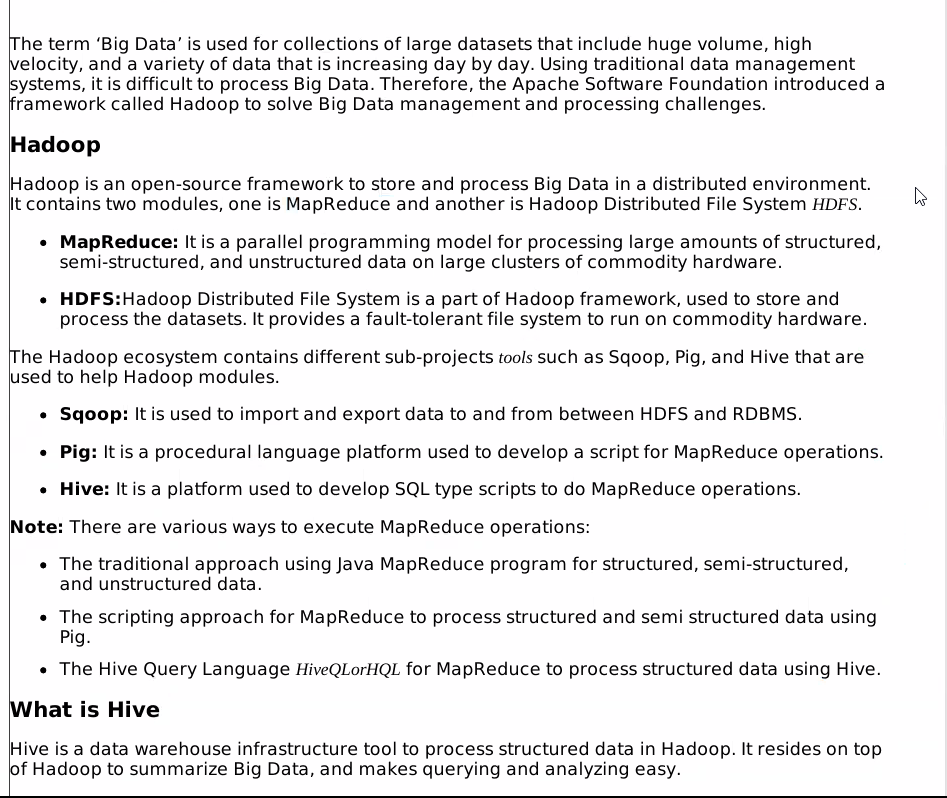 The term ‘Big Data’ is used for collections of large datasets that include huge volume, high
velocity, and a variety of data that is increasing day by day. Using traditional data management
systems, it is difficult to process Big Data. Therefore, the Apache Software Foundation introduced a
framework called Hadoop to solve Big Data management and processing challenges.
Hadoop
Hadoop is an open-source framework to store and process Big Data in a distributed environment.
It contains two modules, one is MapReduce and another is Hadoop Distributed File System HDFS.
• MapReduce: It is a parallel programming model for processing large amounts of structured,
semi-structured, and unstructured data on large clusters of commodity hardware.
• HDFS:Hadoop Distributed File System is a part of Hadoop framework, used to store and
process the datasets. It provides a fault-tolerant file system to run on commodity hardware.
The Hadoop ecosystem contains different sub-projects tools such as Sqoop, Pig, and Hive that are
used to help Hadoop modules.
• Sqoop: It is used to import and export data to and from between HDFS and RDBMS.
• Pig: It is a procedural language platform used to develop a script for MapReduce operations.
• Hive: It is a platform used to develop SQL type scripts to do MapReduce operations.
Note: There are various ways to execute MapReduce operations:
• The traditional approach using Java MapReduce program for structured, semi-structured,
and unstructured data.
• The scripting approach for MapReduce to process structured and semi structured data using
Pig.
• The Hive Query Language HiveQLorHQL for MapReduce to process structured data using Hive.
What is Hive
Hive is a data warehouse infrastructure tool to process structured data in Hadoop. It resides on top
of Hadoop to summarize Big Data, and makes querying and analyzing easy.